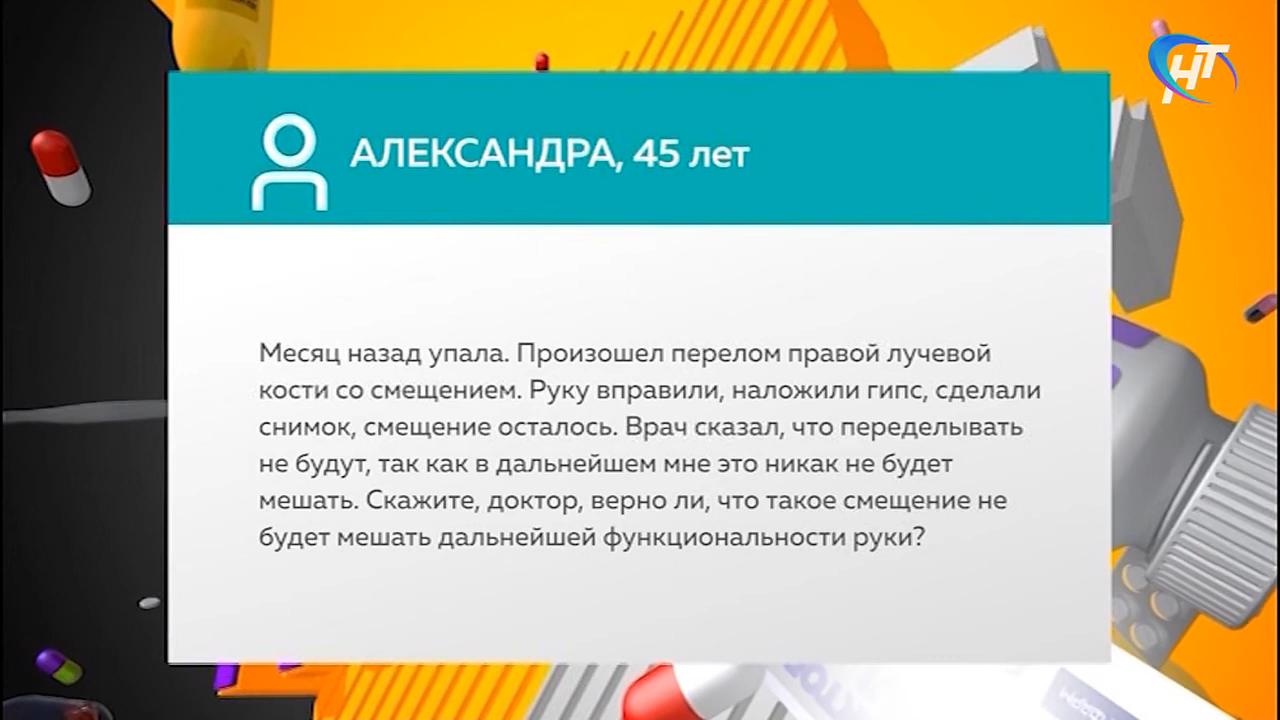 НТ
АЛЕКСАНДРА, 45 лет
Месяц назад упала. Произошел перелом правой лучевой
кости со смещением. Руку вправили, наложили гипс, сделали
снимок, смещение осталось. Врач сказал, что переделывать
не будут, так как в дальнейшем мне это никак не будет
мешать. Скажите, доктор, верно ли, что такое смещение не
будет мешать дальнейшей функциональности руки?